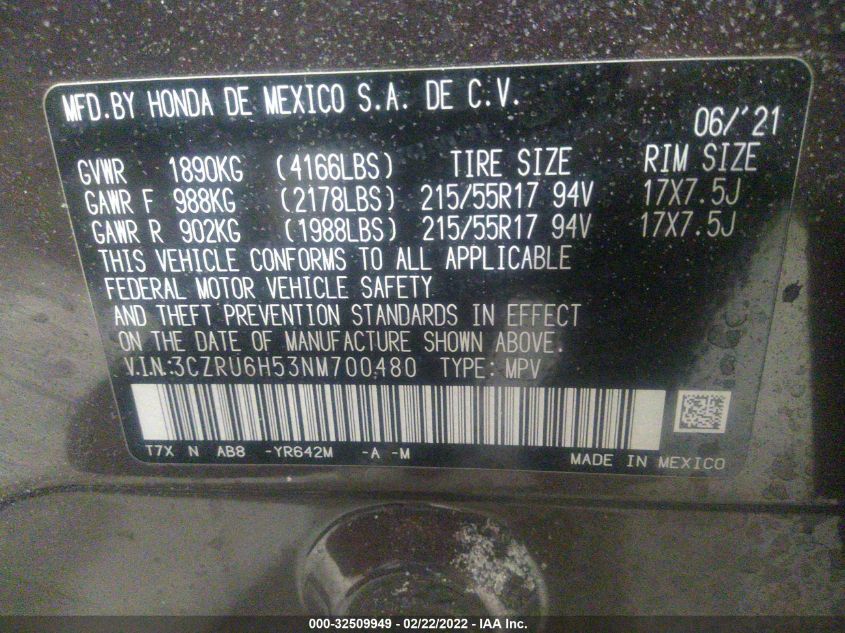 MFD.BY HONDA DE MEXICO S.A. DE C.V.
06/'21
GVWR 1890KG (4166LBS) TIRE SIZE RIM SIZE
GAWR F 988KG (2178LBS) 215/55R17 94V 17X7.5J
GAWR R 902KG (1988LBS) 215/55R17 94V 17X7.5J
THIS VEHICLE CONFORMS TO ALL APPLICABLE
FEDERAL MOTOR VEHICLE SAFETY
AND THEFT PREVENTION STANDARDS IN EFFECT
ON THE DATE OF MANUFACTURE SHOWN ABOVE.
V.I.N:3CZRU6H53NM700480 TYPE: MPV
T7X N AB8 -YR642M -A -M
MADE IN MEXICO
000-32509949 - 02/22/2022 - IAA Inc.